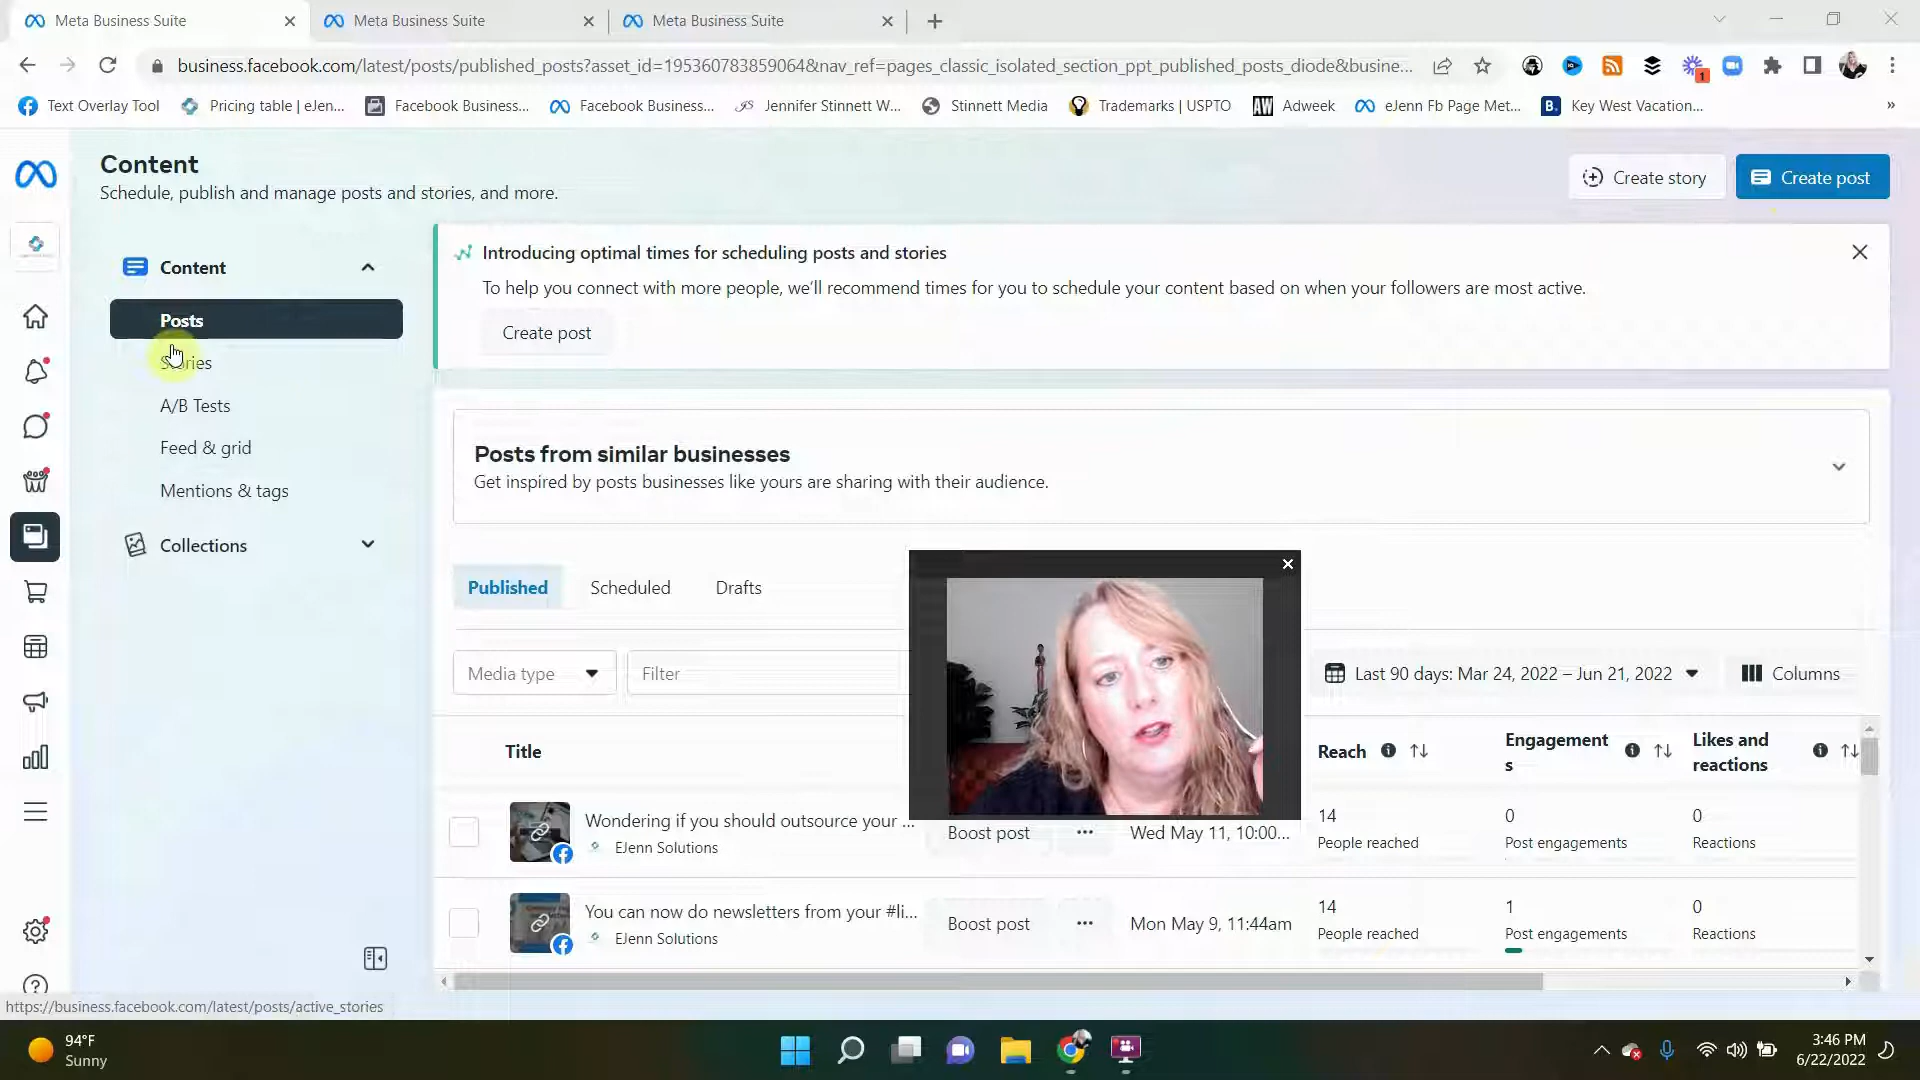 Meta Business Suite
Meta Business Suite
Meta Business Suite
business.facebook.com/latest/posts/published_posts?asset_id=195360783859064&nav_ref=pages_classic_isolated_section_ppt_published_posts_diode&busine...
1
Text Overlay Tool
Pricing table | eJen...
Facebook Business...
Facebook Business...
JS Jennifer Stinnett W...
Stinnett Media
Trademarks | USPTO
AW Adweek
eJenn Fb Page Met...
B. Key West Vacation...
»
Content
Schedule, publish and manage posts and stories, and more.
Create story
Create post
Content
Posts
Stories
A/B Tests
Feed & grid
Mentions & tags
Collections
Introducing optimal times for scheduling posts and stories
To help you connect with more people, we'll recommend times for you to schedule your content based on when your followers are most active.
Create post
Posts from similar businesses
Get inspired by posts businesses like yours are sharing with their audience.
Published
Scheduled
Drafts
Media type
Filter
Last 90 days: Mar 24, 2022 – Jun 21, 2022
Columns
Title
Reach
Engagement
s
Likes and
reactions
Wondering if you should outsource your ...
EJenn Solutions
Boost post
...
Wed May 11, 10:00...
14
People reached
0
Post engagements
0
Reactions
You can now do newsletters from your #li...
EJenn Solutions
Boost post
...
Mon May 9, 11:44am
14
People reached
1
Post engagements
0
Reactions
https://business.facebook.com/latest/posts/active_stories
94°F
Sunny
3:46 PM
6/22/2022